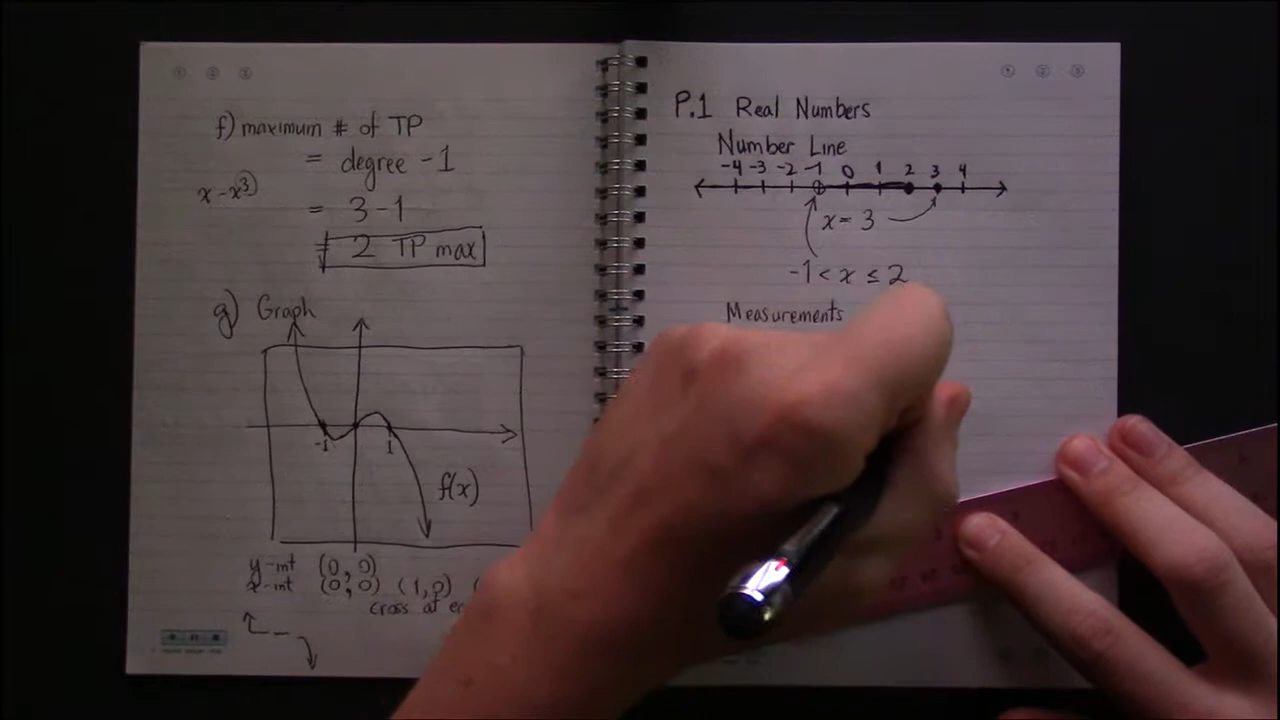 f) maximum # of TP
= degree -1
x - x³
= 3-1
= 2 TP max
g) Graph
-1 1
f(x)
y-int (0, 0)
x-int (0, 0) (1, 0) (
cross at
P.1 Real Numbers
Number Line
-4 -3 -2 -1 0 1 2 3 4
x = 3
-1 < x ≤ 2
Measurements